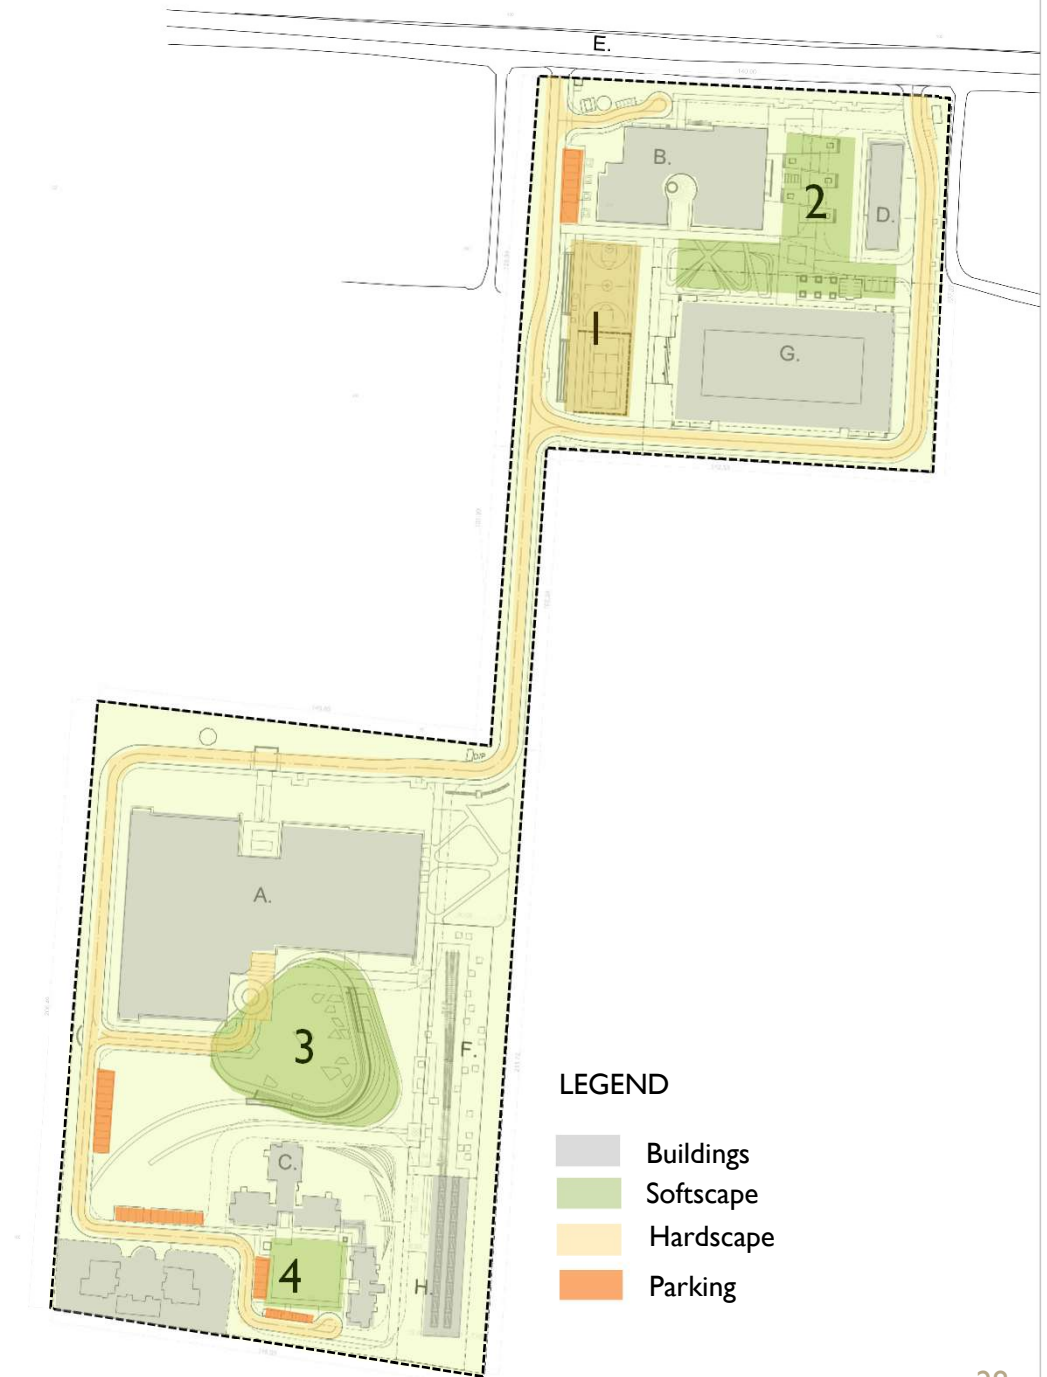 E.
B.
2
D.
1
G.
A.
3
F.
C.
4
H.
LEGEND
Buildings
Softscape
Hardscape
Parking